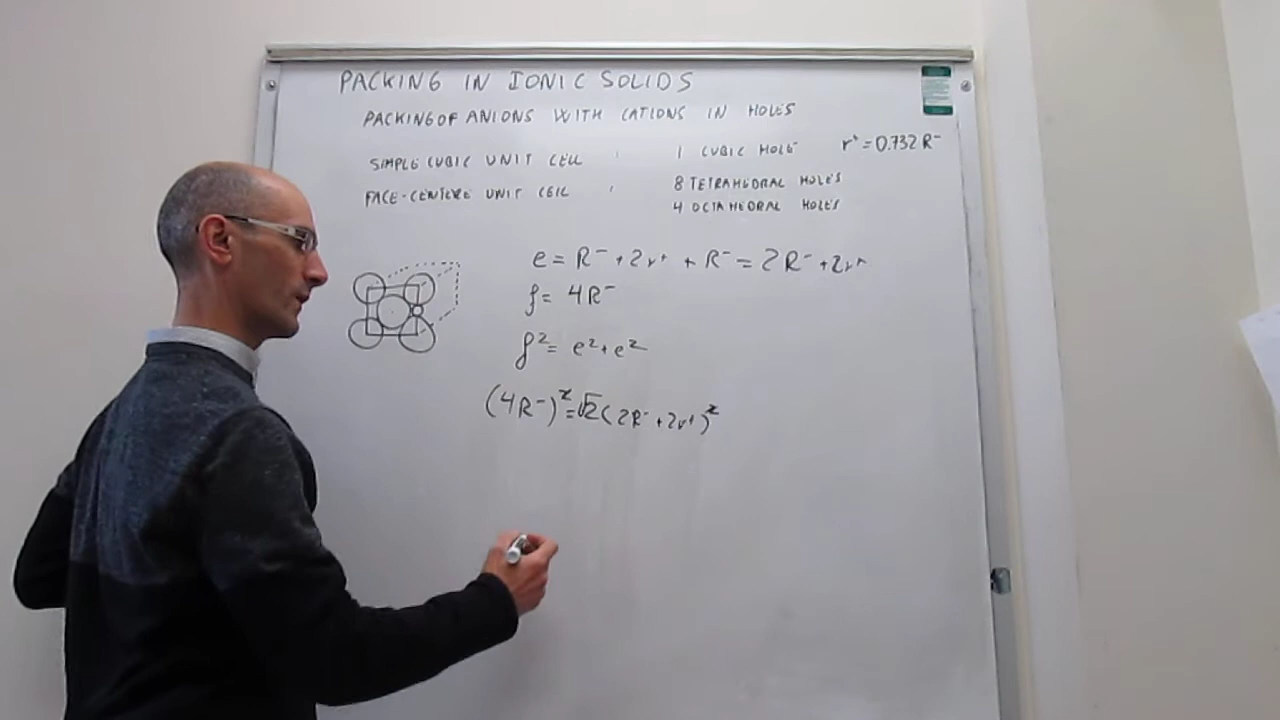 PACKING IN IONIC SOLIDS
PACKING OF ANIONS WITH CATIONS IN HOLES
SIMPLE CUBIC UNIT CELL : 1 CUBIC HOLE r⁺ = 0.732 R⁻
FACE-CENTERE UNIT CELL : 8 TETRAHEDRAL HOLES
4 OCTAHEDRAL HOLES
e = R⁻ + 2r⁺ + R⁻ = 2R⁻ + 2r⁺
f = 4R⁻
f² = e² + e²
(4R⁻)² = √2 (2R⁻ + 2r⁺)²